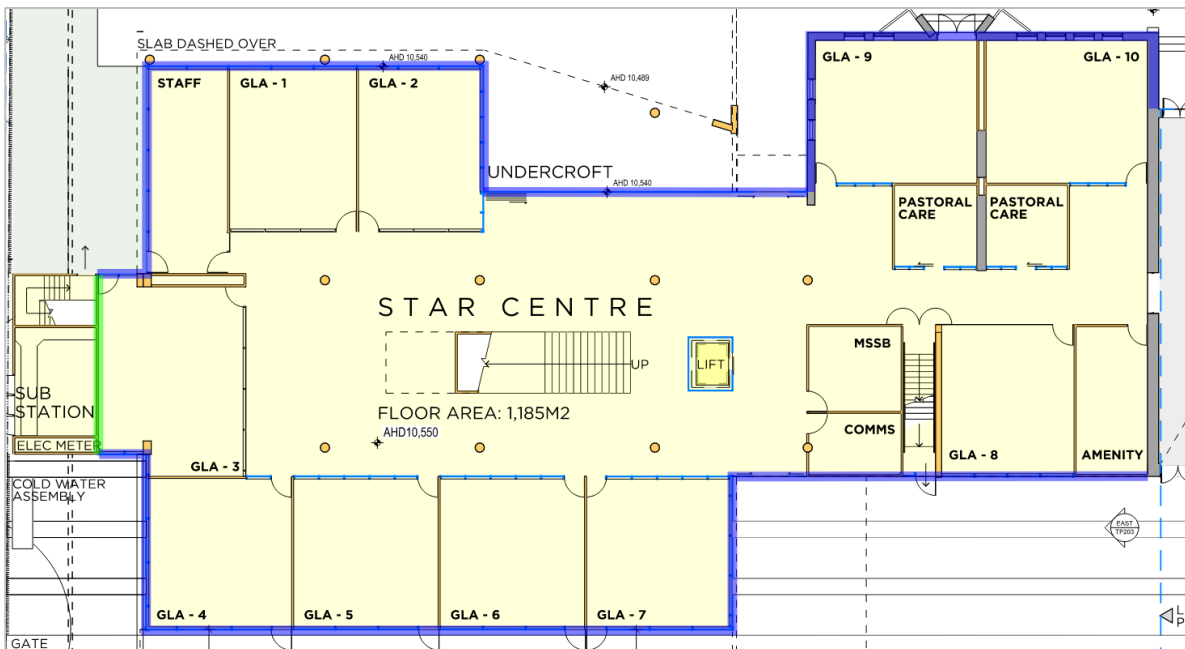 SLAB DASHED OVER
AHD 10,540
AHD 10,489
STAFF
GLA - 1
GLA - 2
GLA - 9
GLA - 10
UNDERCROFT
AHD 10,540
PASTORAL
CARE
PASTORAL
CARE
STAR CENTRE
UP
LIFT
MSSB
FLOOR AREA: 1,185M2
AHD10,550
COMMS
SUB
STATION
ELEC METER
GLA - 3
GLA - 8
AMENITY
COLD WATER
ASSEMBLY
EAST
TP203
GLA - 4
GLA - 5
GLA - 6
GLA - 7
L
P
GATE